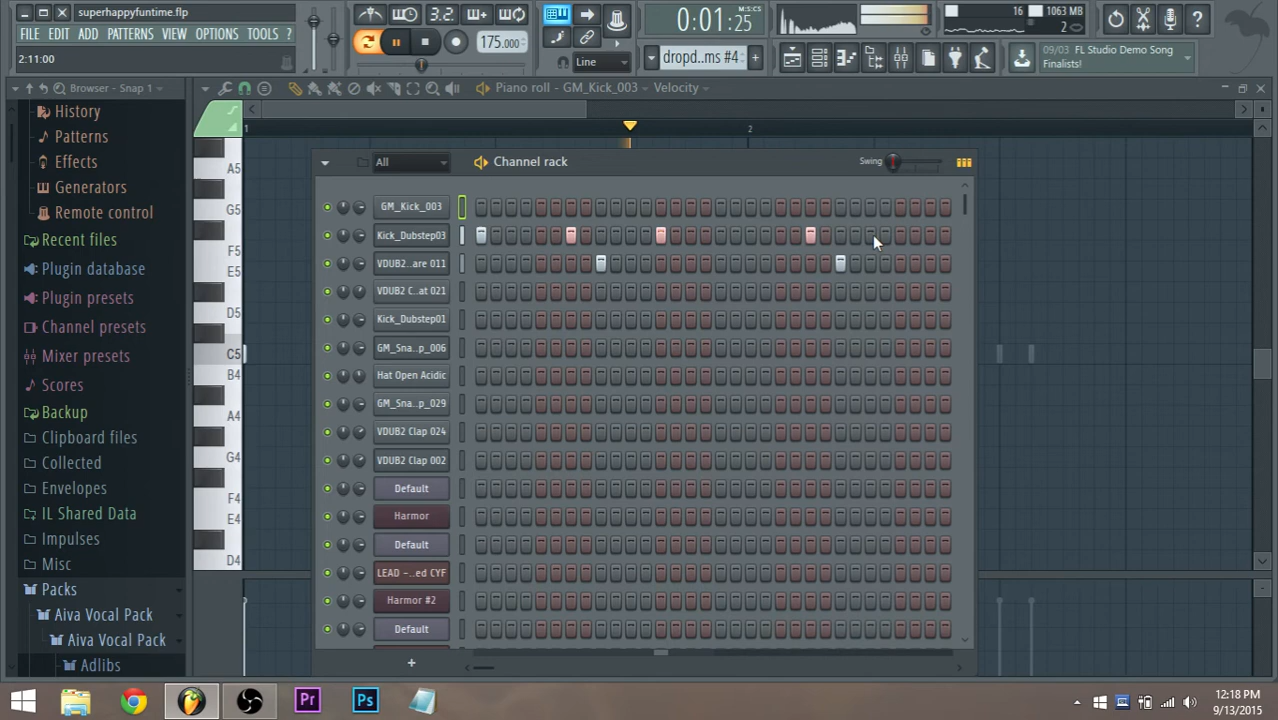 superhappyfuntime.flp
FILE EDIT ADD PATTERNS VIEW OPTIONS TOOLS ?
2:11:00
3.2
175.000
Line
0:01:25
M:S:CS
dropd..ms #4
16
1063 MB
2
09/03 FL Studio Demo Song
Finalists!
Browser - Snap 1
Piano roll - GM_Kick_003
Velocity
1
2
History
Patterns
Effects
Generators
Remote control
Recent files
Plugin database
Plugin presets
Channel presets
Mixer presets
Scores
Backup
Clipboard files
Collected
Envelopes
IL Shared Data
Impulses
Misc
Packs
Aiva Vocal Pack
Aiva Vocal Pack
Adlibs
A5
G5
F5
E5
D5
C5
B4
A4
G4
F4
E4
D4
All
Channel rack
Swing
GM_Kick_003
Kick_Dubstep03
VDUB2...are 011
VDUB2 C...at 021
Kick_Dubstep01
GM_Sna..p_006
Hat Open Acidic
GM_Sna..p_029
VDUB2 Clap 024
VDUB2 Clap 002
Default
Harmor
Default
LEAD -...ed CYF
Harmor #2
Default
+
Pr
Ps
12:18 PM
9/13/2015